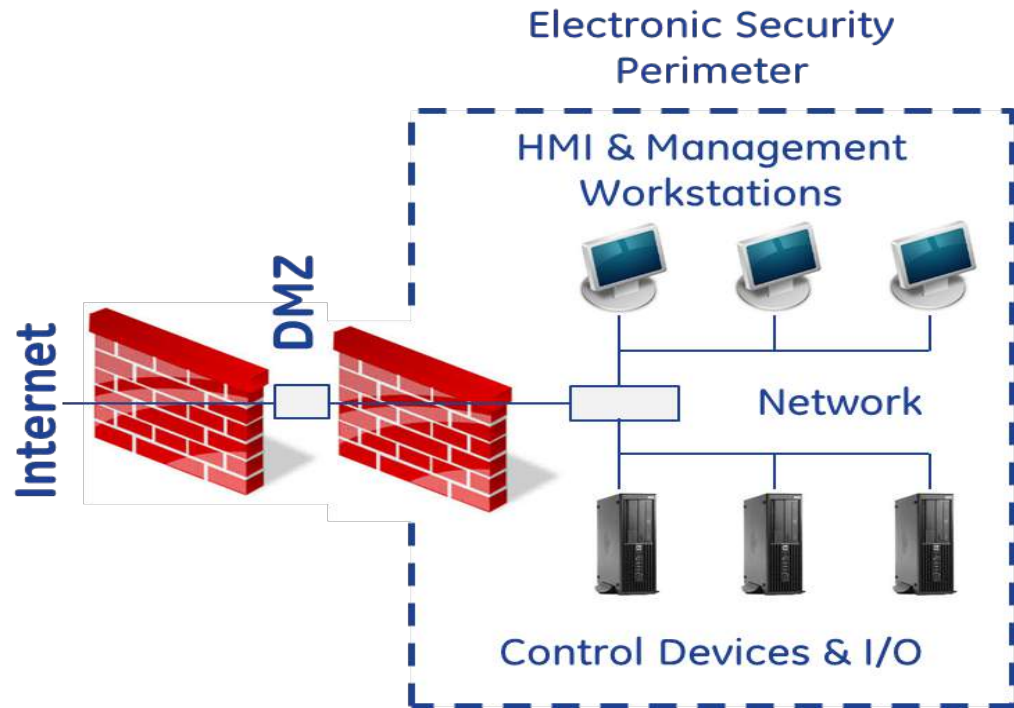 Electronic Security
Perimeter
HMI & Management
Workstations
DMZ
Internet
Network
Control Devices & I/O